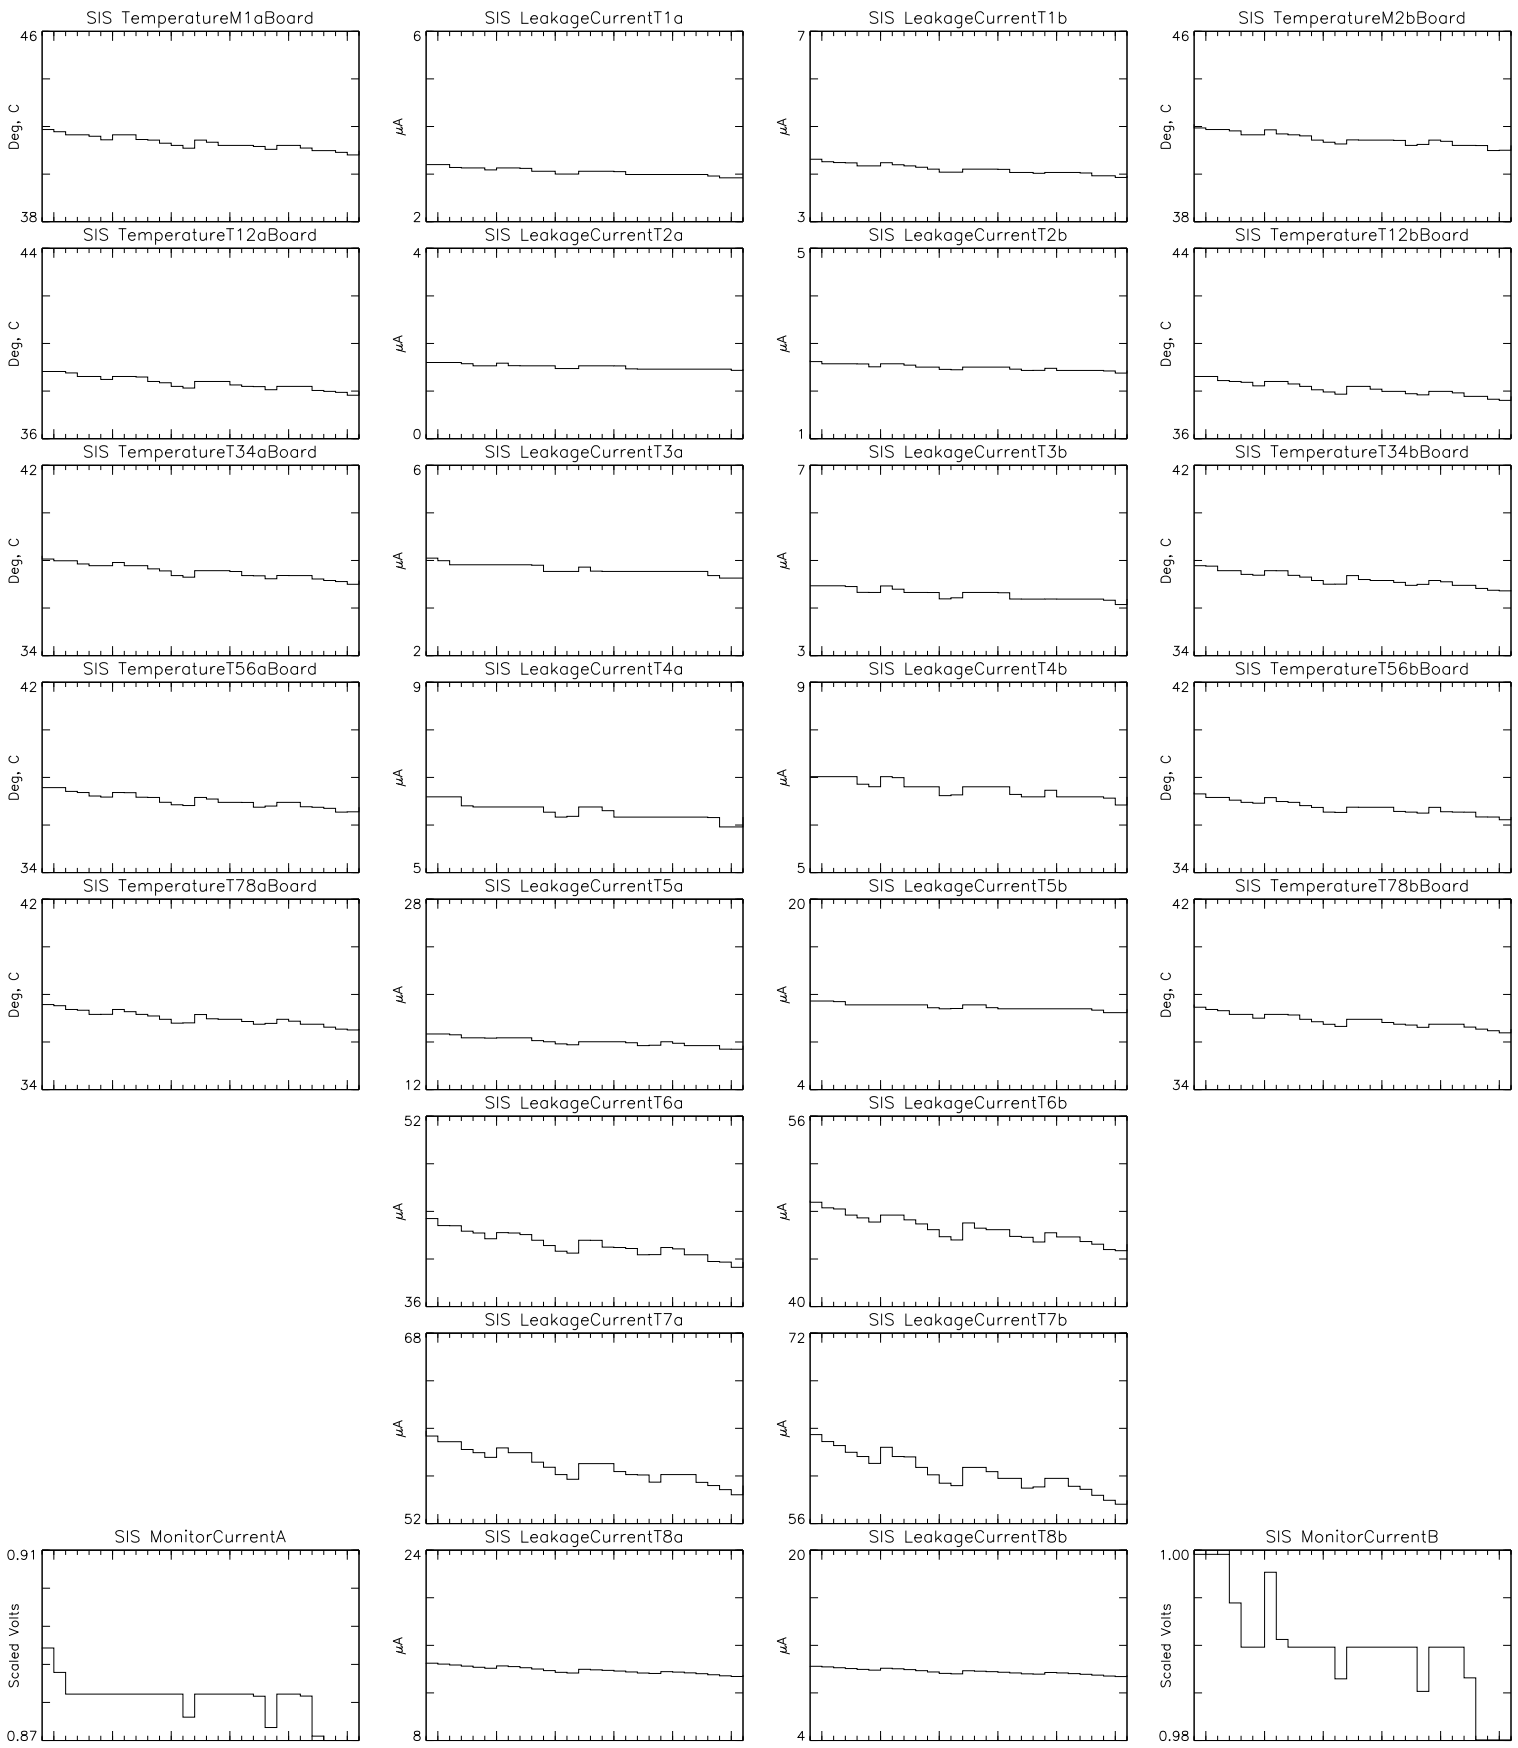 SIS TemperatureM1aBoard
46
Deg, C
38
SIS LeakageCurrentT1a
6
μA
2
SIS LeakageCurrentT1b
7
μA
3
SIS TemperatureM2bBoard
46
Deg, C
38
SIS TemperatureT12aBoard
44
Deg, C
36
SIS LeakageCurrentT2a
4
μA
0
SIS LeakageCurrentT2b
5
μA
1
SIS TemperatureT12bBoard
44
Deg, C
36
SIS TemperatureT34aBoard
42
Deg, C
34
SIS LeakageCurrentT3a
6
μA
2
SIS LeakageCurrentT3b
7
μA
3
SIS TemperatureT34bBoard
42
Deg, C
34
SIS TemperatureT56aBoard
42
Deg, C
34
SIS LeakageCurrentT4a
9
μA
5
SIS LeakageCurrentT4b
9
μA
5
SIS TemperatureT56bBoard
42
Deg, C
34
SIS TemperatureT78aBoard
42
Deg, C
34
SIS LeakageCurrentT5a
28
μA
12
SIS LeakageCurrentT5b
20
μA
4
SIS TemperatureT78bBoard
42
Deg, C
34
SIS LeakageCurrentT6a
52
μA
36
SIS LeakageCurrentT6b
56
μA
40
SIS LeakageCurrentT7a
68
μA
52
SIS LeakageCurrentT7b
72
μA
56
SIS MonitorCurrentA
0.91
Scaled Volts
0.87
SIS LeakageCurrentT8a
24
μA
8
SIS LeakageCurrentT8b
20
μA
4
SIS MonitorCurrentB
1.00
Scaled Volts
0.98